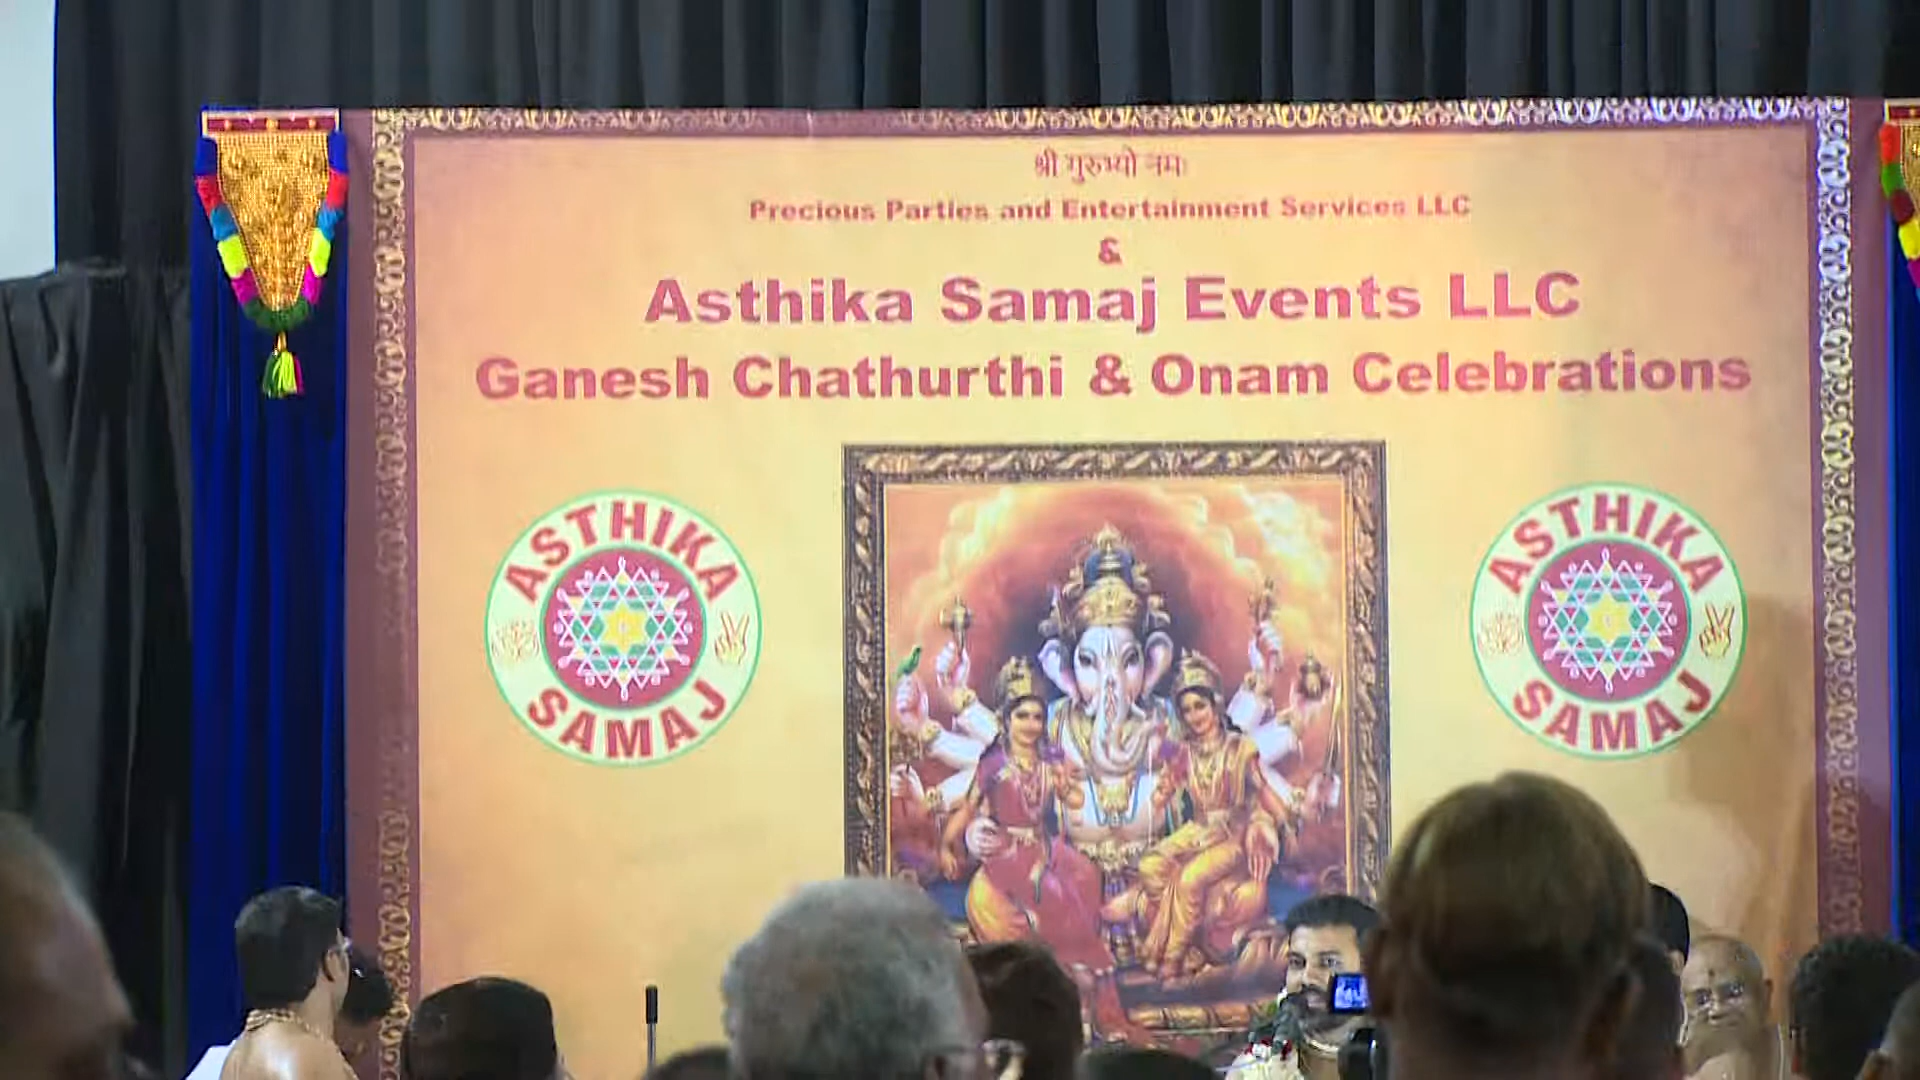 श्री गुरुभ्यो नमः
Precious Parties and Entertainment Services LLC
&
Asthika Samaj Events LLC
Ganesh Chathurthi & Onam Celebrations
ASTHIKA
SAMAJ
ASTHIKA
SAMAJ